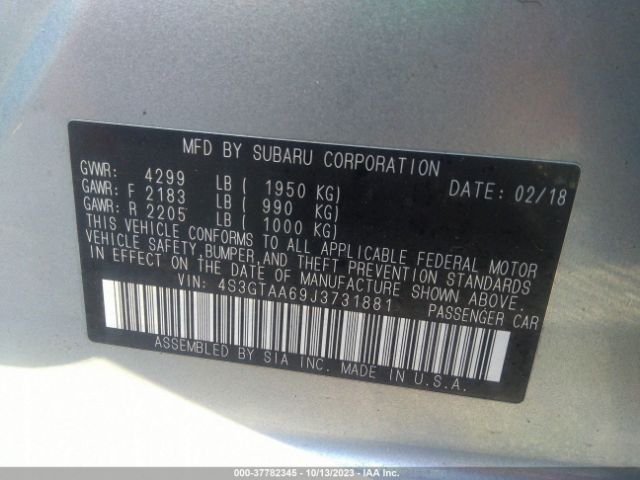 MFD BY SUBARU CORPORATION
GVWR: 4299 LB ( 1950 KG) DATE: 02/18
GAWR: F 2183 LB ( 990 KG)
GAWR: R 2205 LB ( 1000 KG)
THIS VEHICLE CONFORMS TO ALL APPLICABLE FEDERAL MOTOR
VEHICLE SAFETY,BUMPER,AND THEFT PREVENTION STANDARDS
IN EFFECT ON THE DATE OF MANUFACTURE SHOWN ABOVE.
VIN: 4S3GTAA69J3731881 PASSENGER CAR
ASSEMBLED BY SIA INC. MADE IN U.S.A.
000-37782345 - 10/13/2023 - IAA Inc.